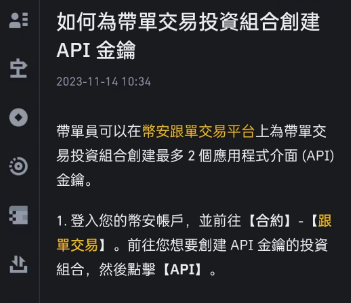 如何為帶單交易投資組合創建
API 金鑰
2023-11-14 10:34
帶單員可以在幣安跟單交易平台上為帶單交
易投資組合創建最多 2 個應用程式介面 (API)
金鑰。
1. 登入您的幣安帳戶，並前往【合約】-【跟
單交易】。前往您想要創建 API 金鑰的投資
組合，然後點擊【API】。